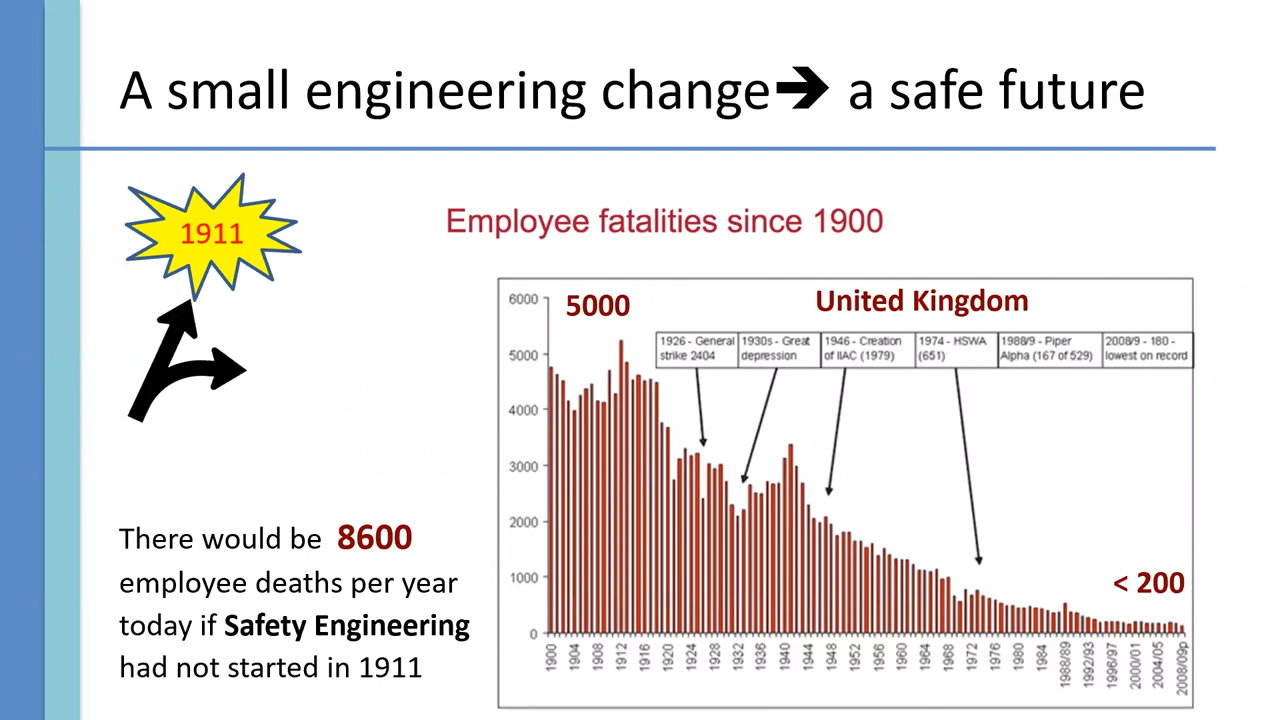 A small engineering change➔ a safe future
1911
Employee fatalities since 1900
5000
United Kingdom
6000
5000
4000
3000
2000
1000
0
1926 - General
strike 2404
1930s - Great
depression
1946 - Creation
of IIAC (1979)
1974 - HSWA
(651)
1988/9 - Piper
Alpha (167 of 529)
2008/9 - 180 -
lowest on record
< 200
1900
1904
1908
1912
1916
1920
1924
1928
1932
1936
1940
1944
1948
1952
1956
1960
1964
1968
1972
1976
1980
1984
1988/89
1992/93
1996/97
2000/01
2004/05
2008/09p
There would be 8600
employee deaths per year
today if Safety Engineering
had not started in 1911